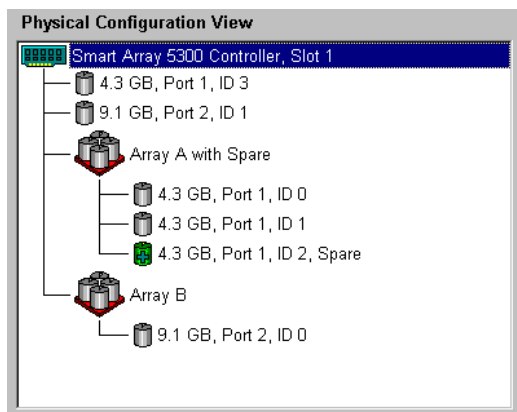 Physical Configuration View
Smart Array 5300 Controller, Slot 1
4.3 GB, Port 1, ID 3
9.1 GB, Port 2, ID 1
Array A with Spare
4.3 GB, Port 1, ID 0
4.3 GB, Port 1, ID 1
4.3 GB, Port 1, ID 2, Spare
Array B
9.1 GB, Port 2, ID 0